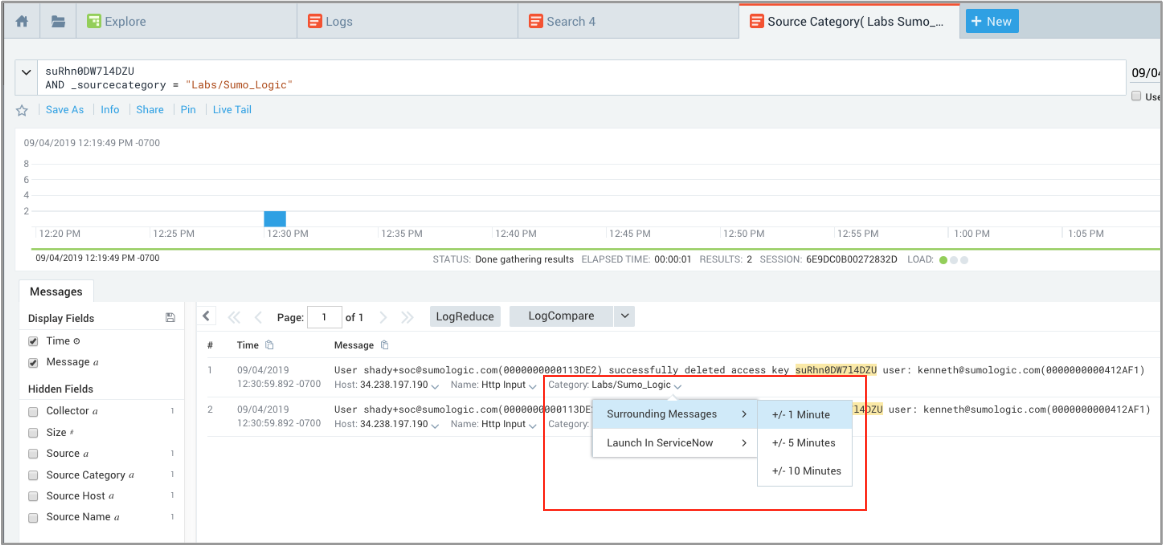 Explore
Logs
Search 4
Source Category( Labs Sumo_...
+ New
suRhn0DW7l4DZU
AND _sourcecategory = "Labs/Sumo_Logic"
09/04
Use
Save As Info Share Pin Live Tail
09/04/2019 12:19:49 PM -0700
8
6
4
2
12:20 PM 12:25 PM 12:30 PM 12:35 PM 12:40 PM 12:45 PM 12:50 PM 12:55 PM 1:00 PM 1:05 PM
09/04/2019 12:19:49 PM -0700
STATUS: Done gathering results ELAPSED TIME: 00:00:01 RESULTS: 2 SESSION: 6E9DC0B00272832D LOAD:
Messages
Display Fields
Time
Message a
Hidden Fields
Collector a 1
Size #
Source a 1
Source Category a 1
Source Host a 1
Source Name a 1
Page: 1 of 1 LogReduce LogCompare
# Time Message
1 09/04/2019 User shady+soc@sumologic.com(0000000000113DE2) successfully deleted access key suRhn0DW7l4DZU user: kenneth@sumologic.com(0000000000412AF1)
12:30:59.892 -0700 Host: 34.238.197.190 Name: Http Input Category: Labs/Sumo_Logic
2 09/04/2019 User shady+soc@sumologic.com(0000000000113DE l4DZU user: kenneth@sumologic.com(0000000000412AF1)
12:30:59.892 -0700 Host: 34.238.197.190 Name: Http Input Category:
Surrounding Messages
Launch In ServiceNow
+/- 1 Minute
+/- 5 Minutes
+/- 10 Minutes